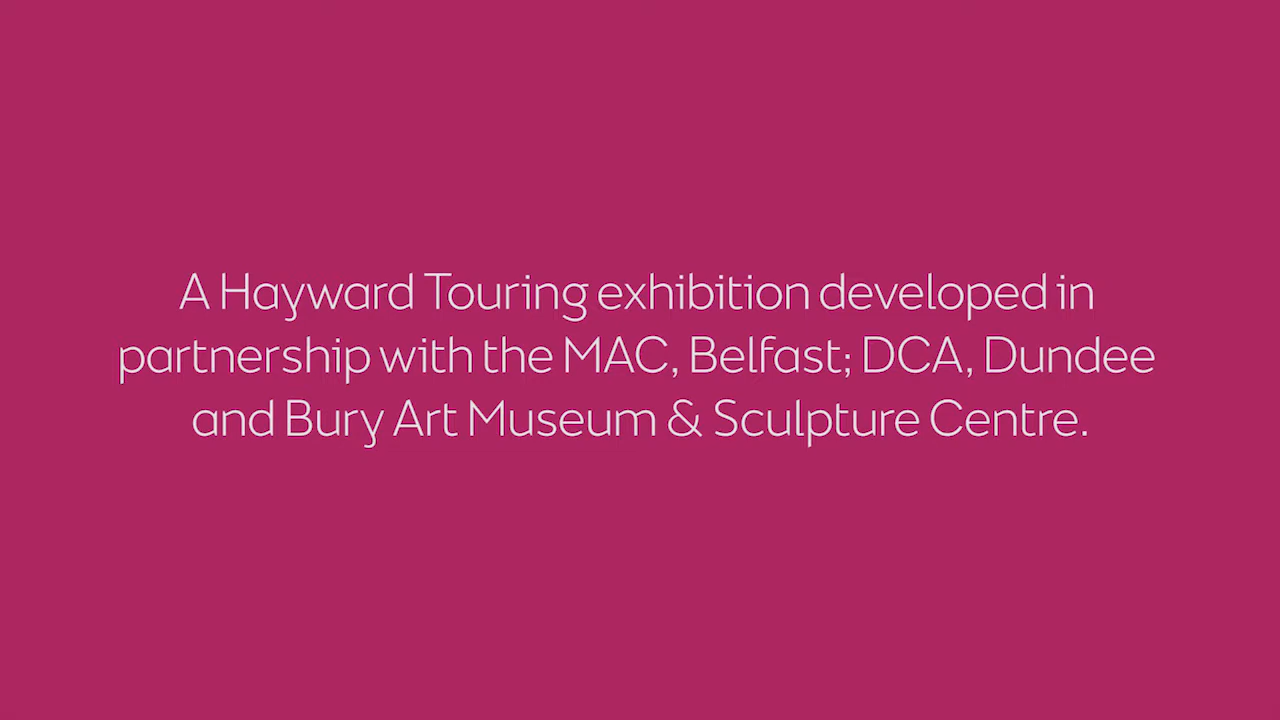 A Hayward Touring exhibition developed in
partnership with the MAC, Belfast; DCA, Dundee
and Bury Art Museum & Sculpture Centre.